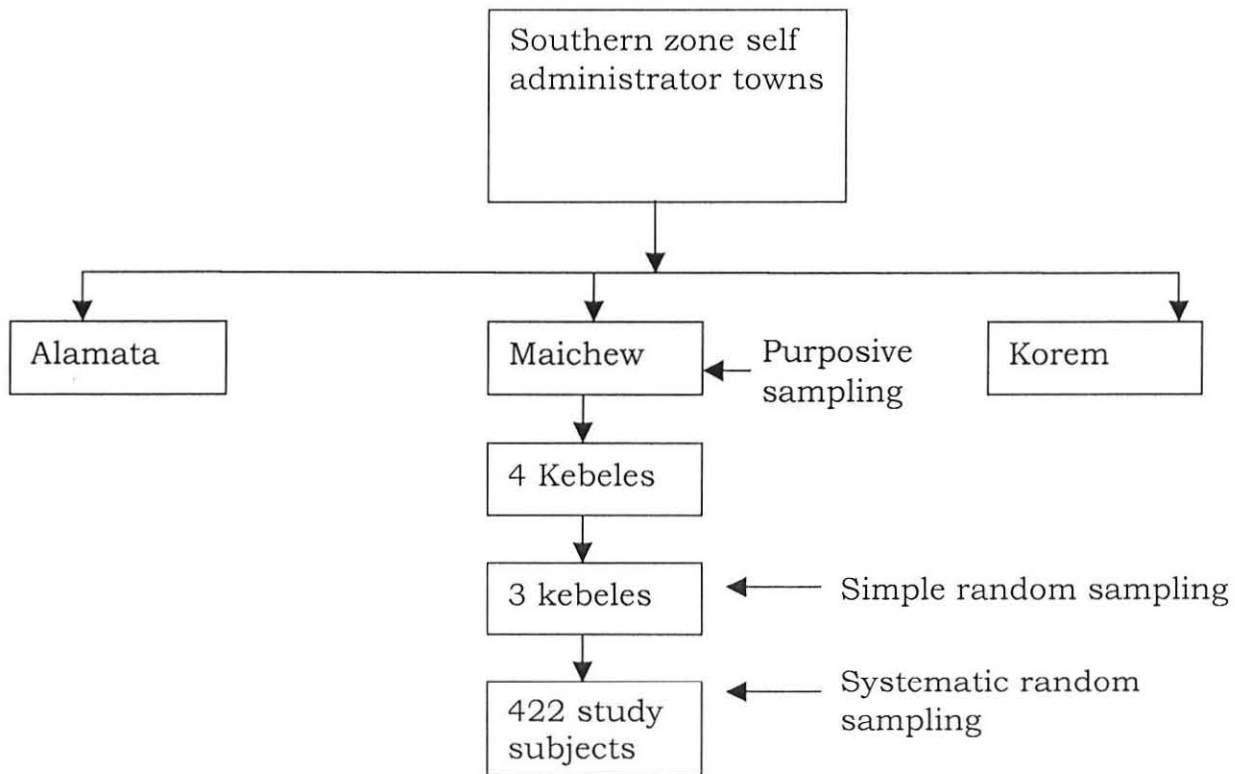 Southern zone self
administrator towns
Alamata
Maichew
Purposive
sampling
Korem
4 Kebeles
3 kebeles
Simple random sampling
422 study
subjects
Systematic random
sampling